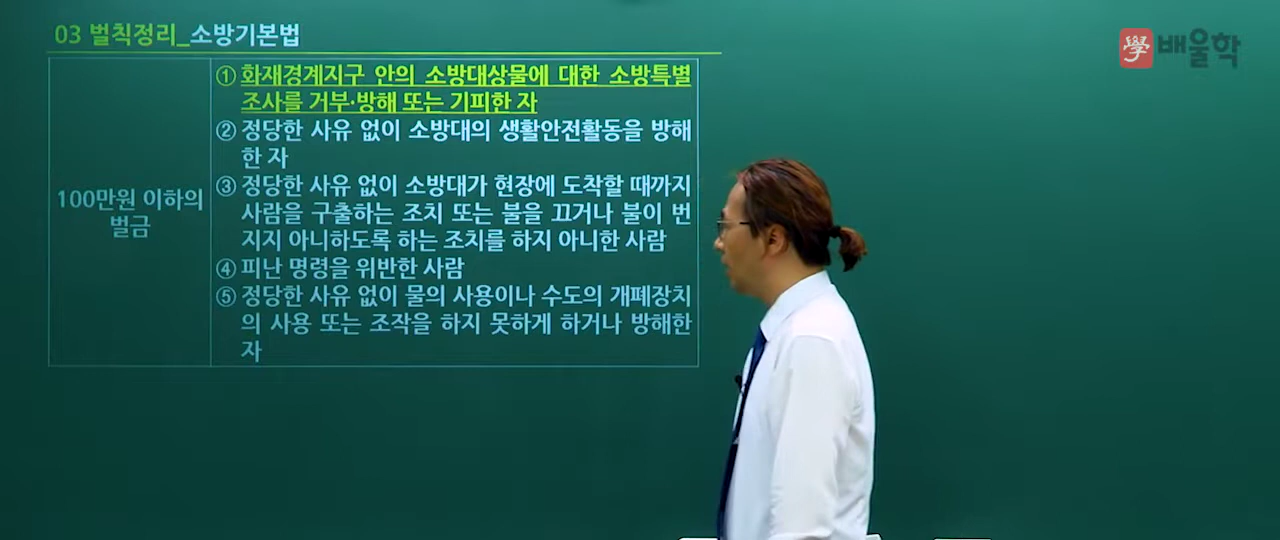 03 벌칙정리_소방기본법
學 배울학
100만원 이하의
벌금
① 화재경계지구 안의 소방대상물에 대한 소방특별
조사를 거부·방해 또는 기피한 자
② 정당한 사유 없이 소방대의 생활안전활동을 방해
한 자
③ 정당한 사유 없이 소방대가 현장에 도착할 때까지
사람을 구출하는 조치 또는 불을 끄거나 불이 번
지지 아니하도록 하는 조치를 하지 아니한 사람
④ 피난 명령을 위반한 사람
⑤ 정당한 사유 없이 물의 사용이나 수도의 개폐장치
의 사용 또는 조작을 하지 못하게 하거나 방해한
자